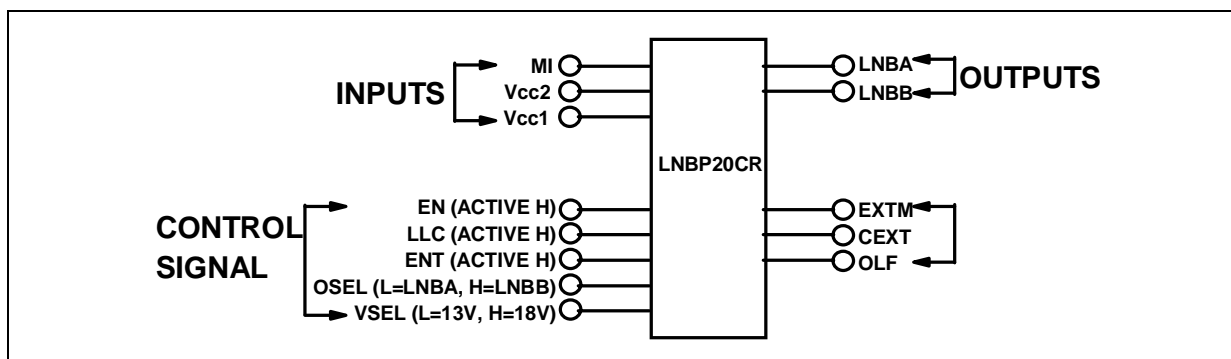 INPUTS
MI
Vcc2
Vcc1
LNBA
LNBB
OUTPUTS
LNBP20CR
CONTROL
SIGNAL
EN (ACTIVE H)
LLC (ACTIVE H)
ENT (ACTIVE H)
OSEL (L=LNBA, H=LNBB)
VSEL (L=13V, H=18V)
EXTM
CEXT
OLF